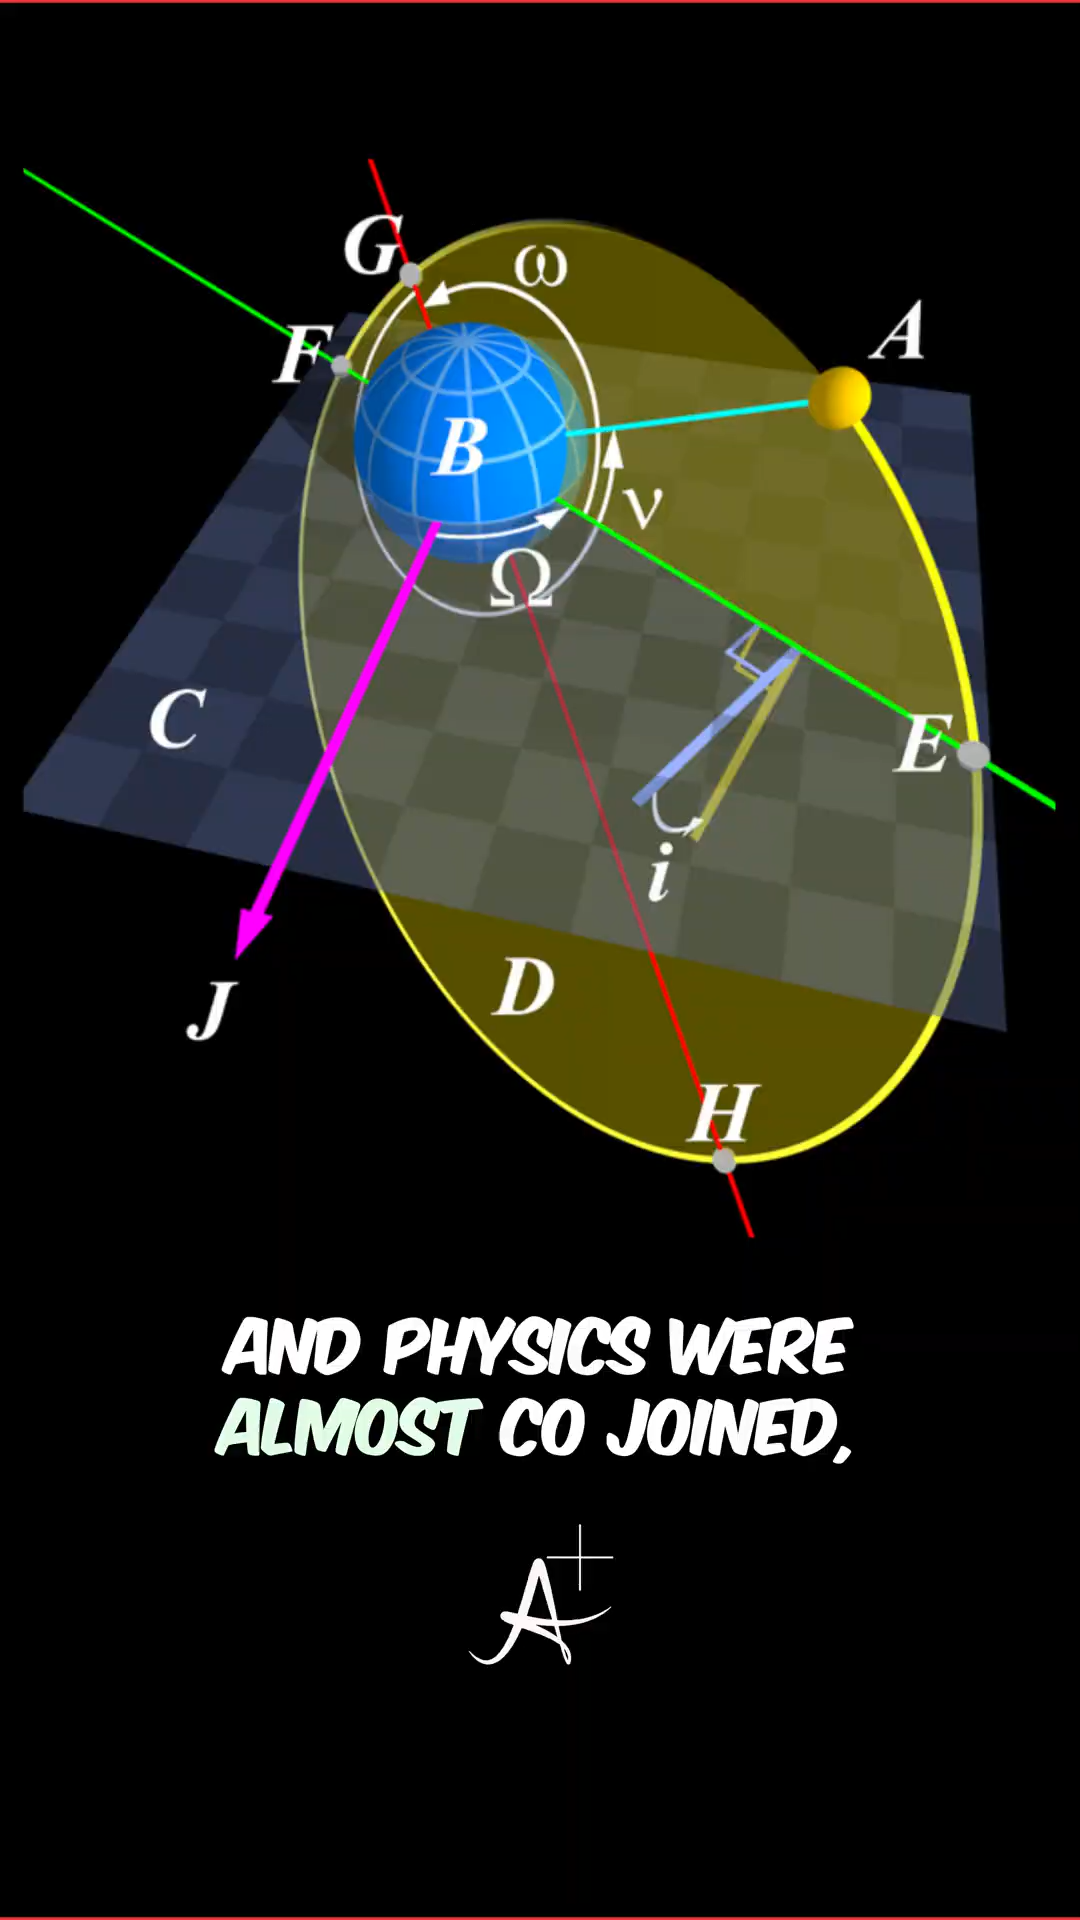 G
ω
A
F
B
ν
Ω
C
E
i
D
J
H
AND PHYSICS WERE
ALMOST CO JOINED,
A+